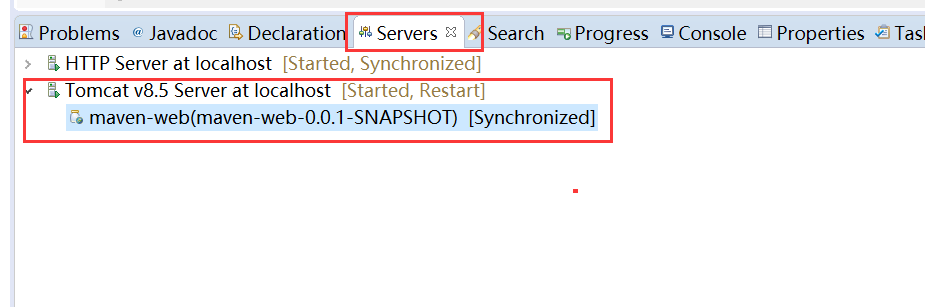 Problems @ Javadoc Declaration Servers Search Progress Console Properties Tas
HTTP Server at localhost [Started, Synchronized]
Tomcat v8.5 Server at localhost [Started, Restart]
maven-web(maven-web-0.0.1-SNAPSHOT) [Synchronized]